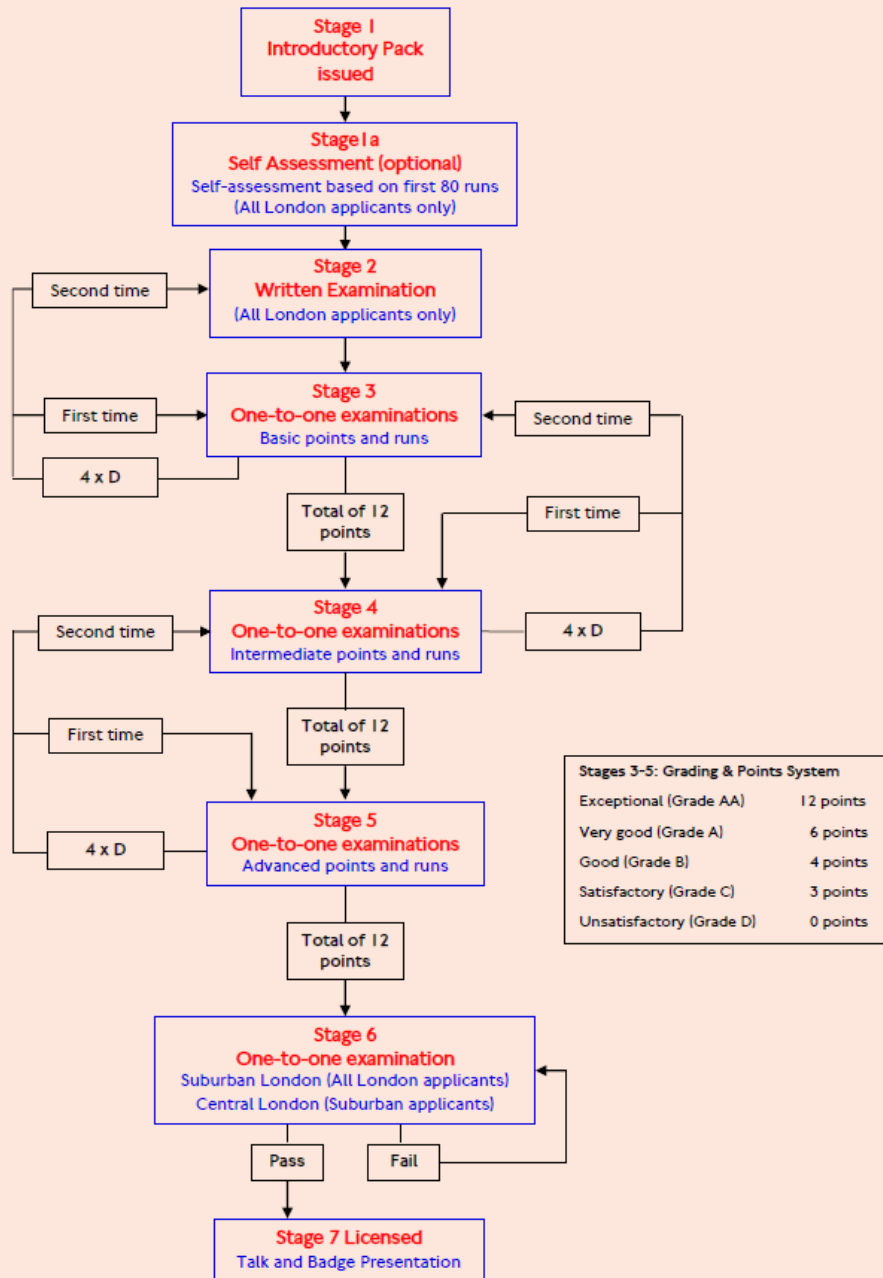 Stage 1
Introductory Pack
issued
Stage1a
Self Assessment (optional)
Self-assessment based on first 80 runs
(All London applicants only)
Stage 2
Written Examination
(All London applicants only)
Second time
Stage 3
One-to-one examinations
Basic points and runs
First time
Second time
4 x D
Total of 12
points
First time
Stage 4
One-to-one examinations
Intermediate points and runs
Second time
4 x D
Total of 12
points
First time
Stage 5
One-to-one examinations
Advanced points and runs
4 x D
Stages 3-5: Grading & Points System
Exceptional (Grade AA) 12 points
Very good (Grade A) 6 points
Good (Grade B) 4 points
Satisfactory (Grade C) 3 points
Unsatisfactory (Grade D) 0 points
Total of 12
points
Stage 6
One-to-one examination
Suburban London (All London applicants)
Central London (Suburban applicants)
Pass
Fail
Stage 7 Licensed
Talk and Badge Presentation